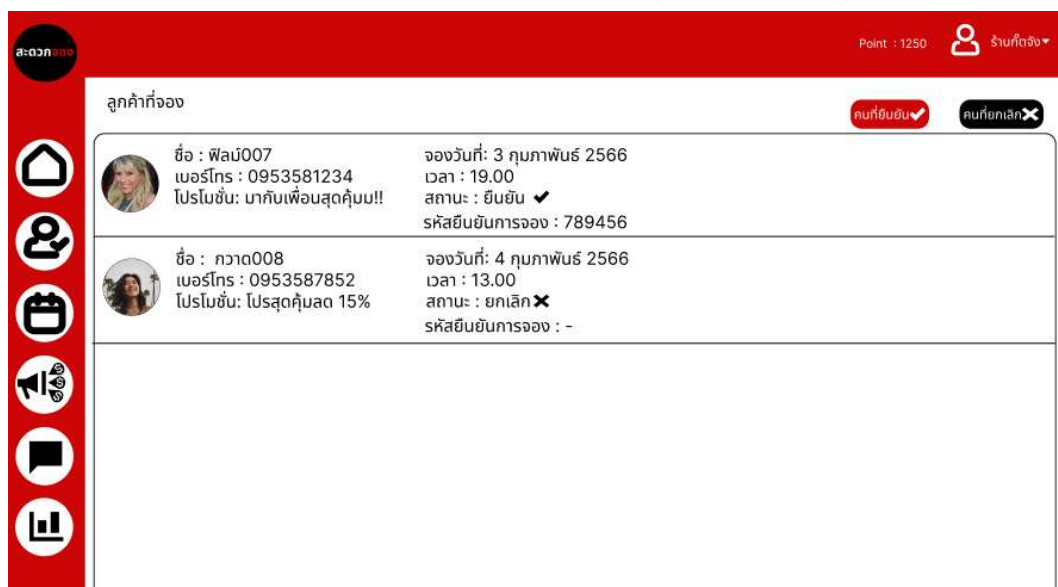 สะดวกจอง
Point : 1250
ร้านก๊ตจัง
ลูกค้าที่จอง
คนที่ยืนยัน
คนที่ยกเลิก
ชื่อ : ฟิลม์007
เบอร์โทร : 0953581234
โปรโมชั่น: มากับเพื่อนสุดคุ้มม!!
จองวันที่: 3 กุมภาพันธ์ 2566
เวลา : 19.00
สถานะ : ยืนยัน ✔
รหัสยืนยันการจอง : 789456
ชื่อ : กวาด008
เบอร์โทร : 0953587852
โปรโมชั่น: โปรสุดคุ้มลด 15%
จองวันที่: 4 กุมภาพันธ์ 2566
เวลา : 13.00
สถานะ : ยกเลิก ✖
รหัสยืนยันการจอง : -